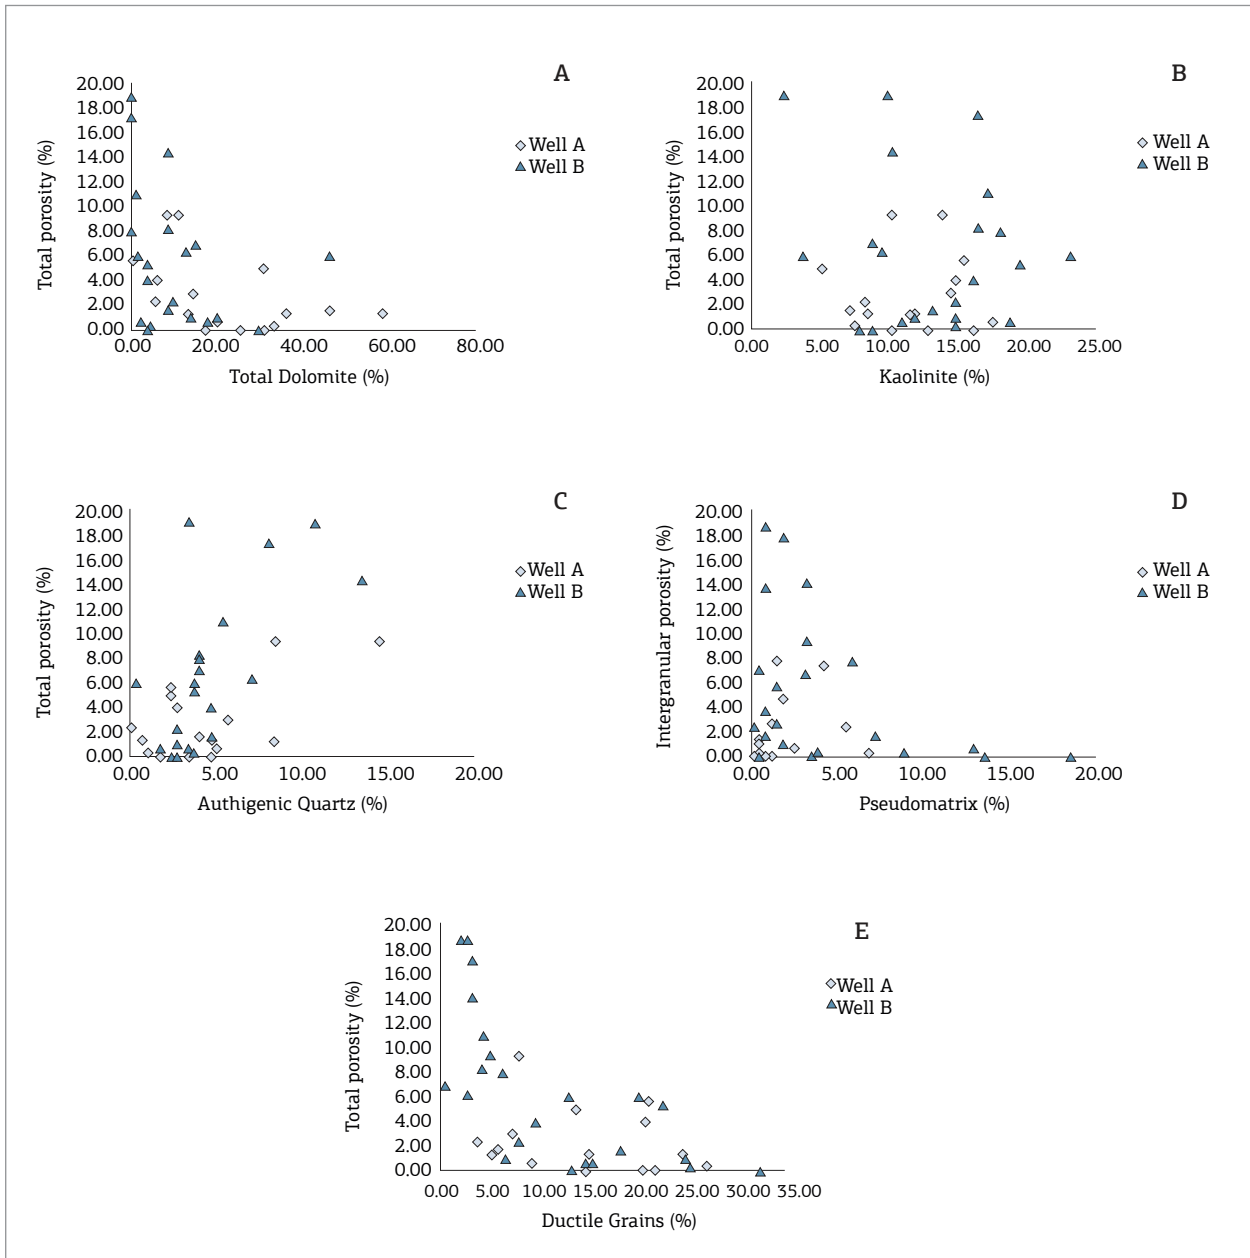 A
Total porosity (%)
20.00
18.00
16.00
14.00
12.00
10.00
8.00
6.00
4.00
2.00
0.00
0.00 20.00 40.00 60.00 80.00
Total Dolomite (%)
Well A
Well B
B
Total porosity (%)
20.00
18.00
16.00
14.00
12.00
10.00
8.00
6.00
4.00
2.00
0.00
0.00 5.00 10.00 15.00 20.00 25.00
Kaolinite (%)
Well A
Well B
C
Total porosity (%)
20.00
18.00
16.00
14.00
12.00
10.00
8.00
6.00
4.00
2.00
0.00
0.00 5.00 10.00 15.00 20.00
Authigenic Quartz (%)
Well A
Well B
D
Intergranular porosity (%)
20.00
18.00
16.00
14.00
12.00
10.00
8.00
6.00
4.00
2.00
0.00
0.00 5.00 10.00 15.00 20.00
Pseudomatrix (%)
Well A
Well B
E
Total porosity (%)
20.00
18.00
16.00
14.00
12.00
10.00
8.00
6.00
4.00
2.00
0.00
0.00 5.00 10.00 15.00 20.00 25.00 30.00 35.00
Ductile Grains (%)
Well A
Well B